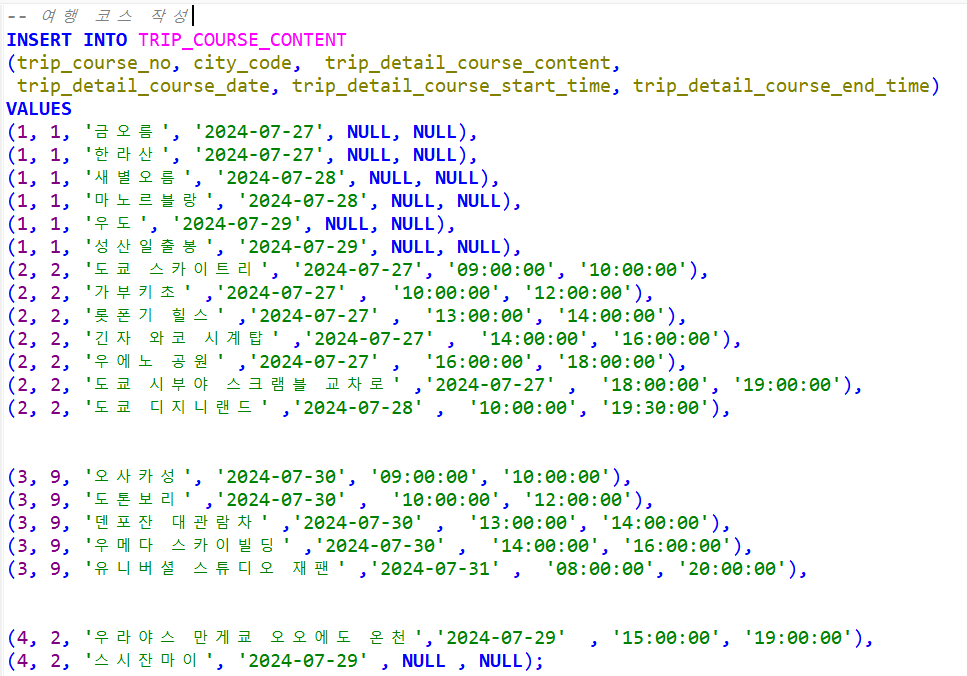 -- 여행 코스 작성
INSERT INTO TRIP_COURSE_CONTENT
(trip_course_no, city_code,  trip_detail_course_content,
 trip_detail_course_date, trip_detail_course_start_time, trip_detail_course_end_time)
VALUES
(1, 1, '금오름', '2024-07-27', NULL, NULL),
(1, 1, '한라산', '2024-07-27', NULL, NULL),
(1, 1, '새별오름', '2024-07-28', NULL, NULL),
(1, 1, '마노르블랑', '2024-07-28', NULL, NULL),
(1, 1, '우도', '2024-07-29', NULL, NULL),
(1, 1, '성산일출봉', '2024-07-29', NULL, NULL),
(2, 2, '도쿄 스카이트리', '2024-07-27', '09:00:00', '10:00:00'),
(2, 2, '가부키초' ,'2024-07-27' ,  '10:00:00', '12:00:00'),
(2, 2, '롯폰기 힐스' ,'2024-07-27' ,  '13:00:00', '14:00:00'),
(2, 2, '긴자 와코 시계탑' ,'2024-07-27' ,  '14:00:00', '16:00:00'),
(2, 2, '우에노 공원' ,'2024-07-27' ,  '16:00:00', '18:00:00'),
(2, 2, '도쿄 시부야 스크램블 교차로' ,'2024-07-27' ,  '18:00:00', '19:00:00'),
(2, 2, '도쿄 디지니랜드' ,'2024-07-28' ,  '10:00:00', '19:30:00'),
(3, 9, '오사카성', '2024-07-30', '09:00:00', '10:00:00'),
(3, 9, '도톤보리' ,'2024-07-30' ,  '10:00:00', '12:00:00'),
(3, 9, '덴포잔 대관람차' ,'2024-07-30' ,  '13:00:00', '14:00:00'),
(3, 9, '우메다 스카이빌딩' ,'2024-07-30' ,  '14:00:00', '16:00:00'),
(3, 9, '유니버셜 스튜디오 재팬' ,'2024-07-31' ,  '08:00:00', '20:00:00'),
(4, 2, '우라야스 만게쿄 오오에도 온천','2024-07-29'  , '15:00:00', '19:00:00'),
(4, 2, '스시잔마이', '2024-07-29' , NULL , NULL);